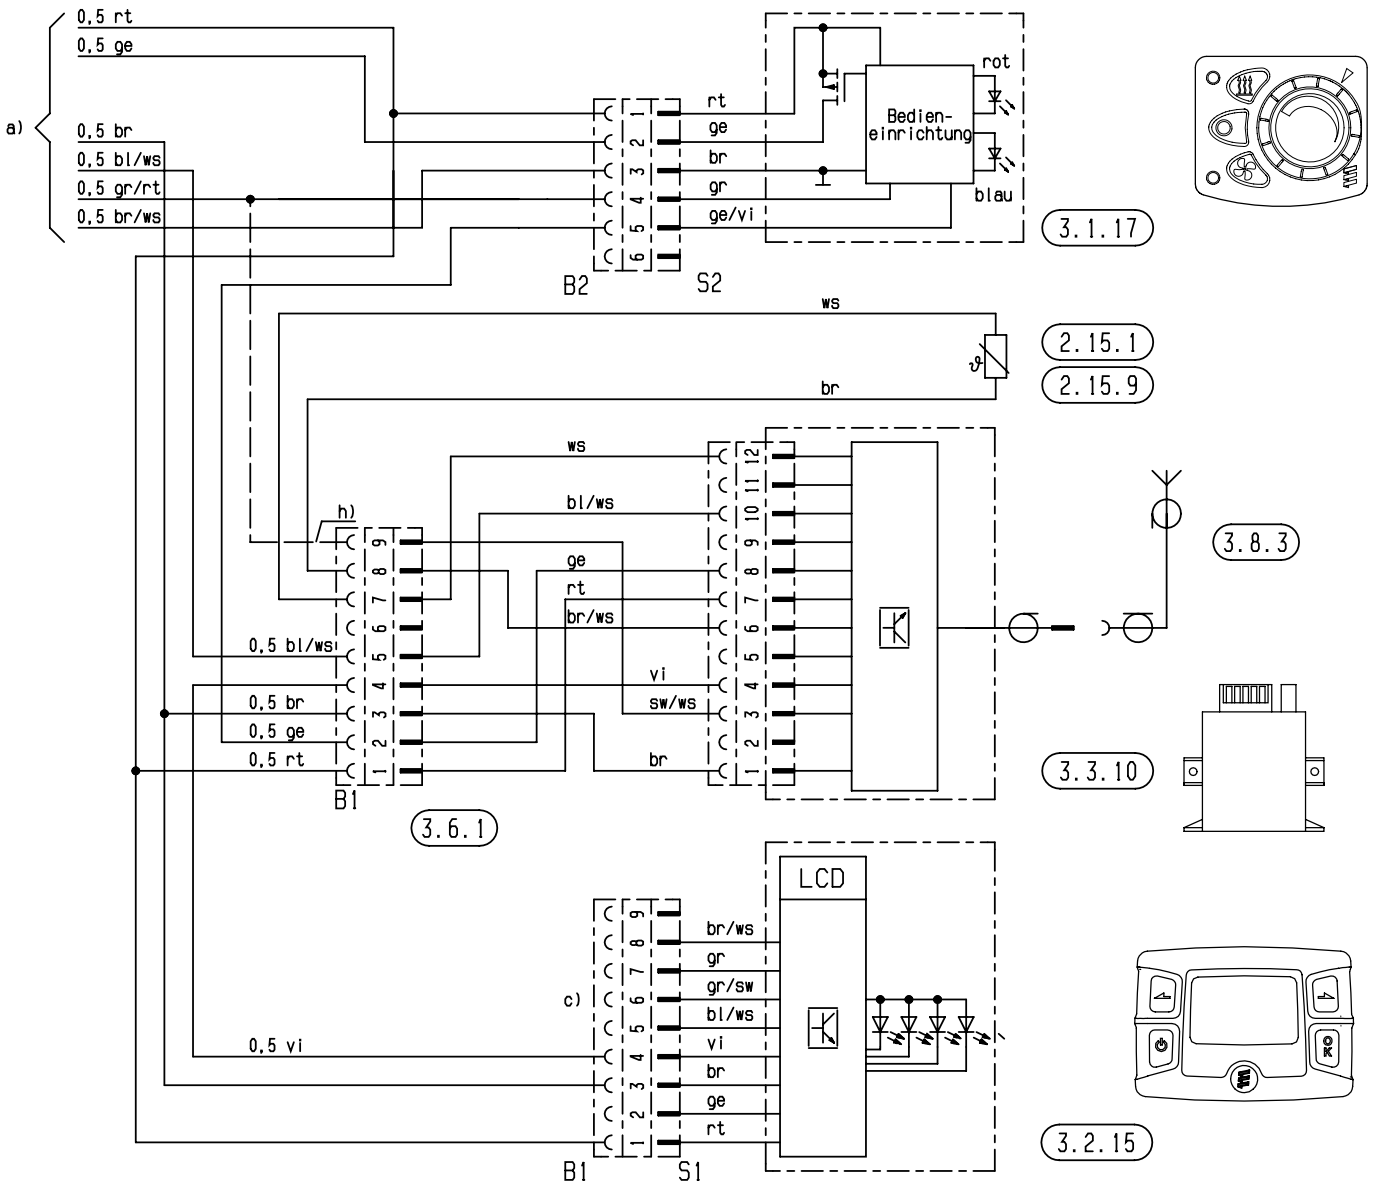 0,5 rt
0,5 ge
a)
0,5 br
0,5 bl/ws
0,5 gr/rt
0,5 br/ws
1
2
3
4
5
6
rt
ge
br
gr
ge/vi
B2
S2
Bedien-
einrichtung
rot
blau
3.1.17
ws
ϑ
br
2.15.1
2.15.9
h)
9
8
7
6
5
4
3
2
1
0,5 bl/ws
0,5 br
0,5 ge
0,5 rt
B1
3.6.1
ws
bl/ws
ge
rt
br/ws
vi
sw/ws
br
12
11
10
9
8
7
6
5
4
3
2
1
3.8.3
3.3.10
LCD
c)
9
8
7
6
5
4
3
2
1
br/ws
gr
gr/sw
bl/ws
vi
br
ge
rt
0,5 vi
B1
S1
OK
3.2.15